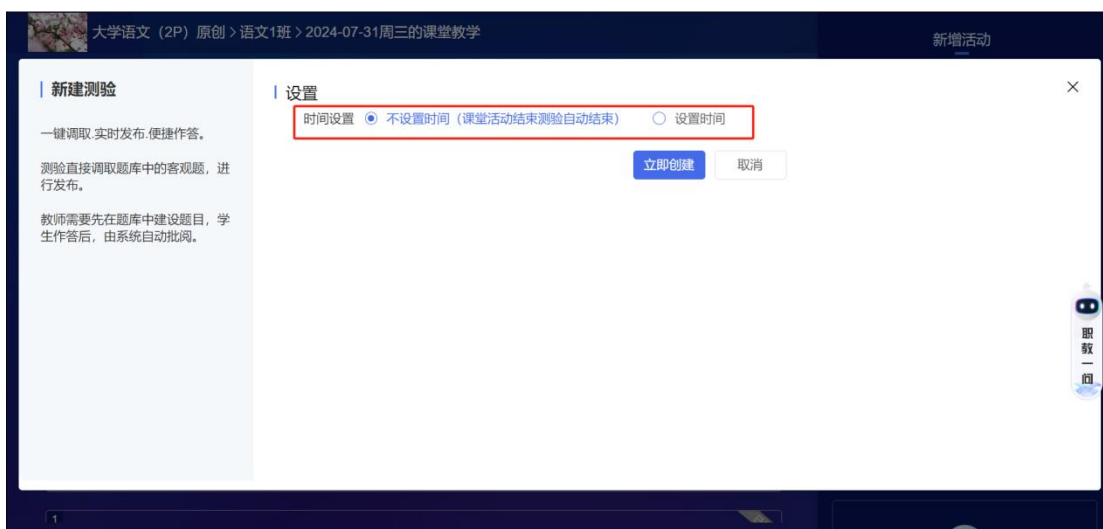 大学语文（2P）原创>语文1班>2024-07-31周三的课堂教学
新增活动
新建测验
一键调取.实时发布.便捷作答。
测验直接调取题库中的客观题，进
行发布。
教师需要先在题库中建设题目，学
生作答后，由系统自动批阅。
设置
时间设置 不设置时间（课堂活动结束测验自动结束） 设置时间
立即创建 取消
职教一问
1